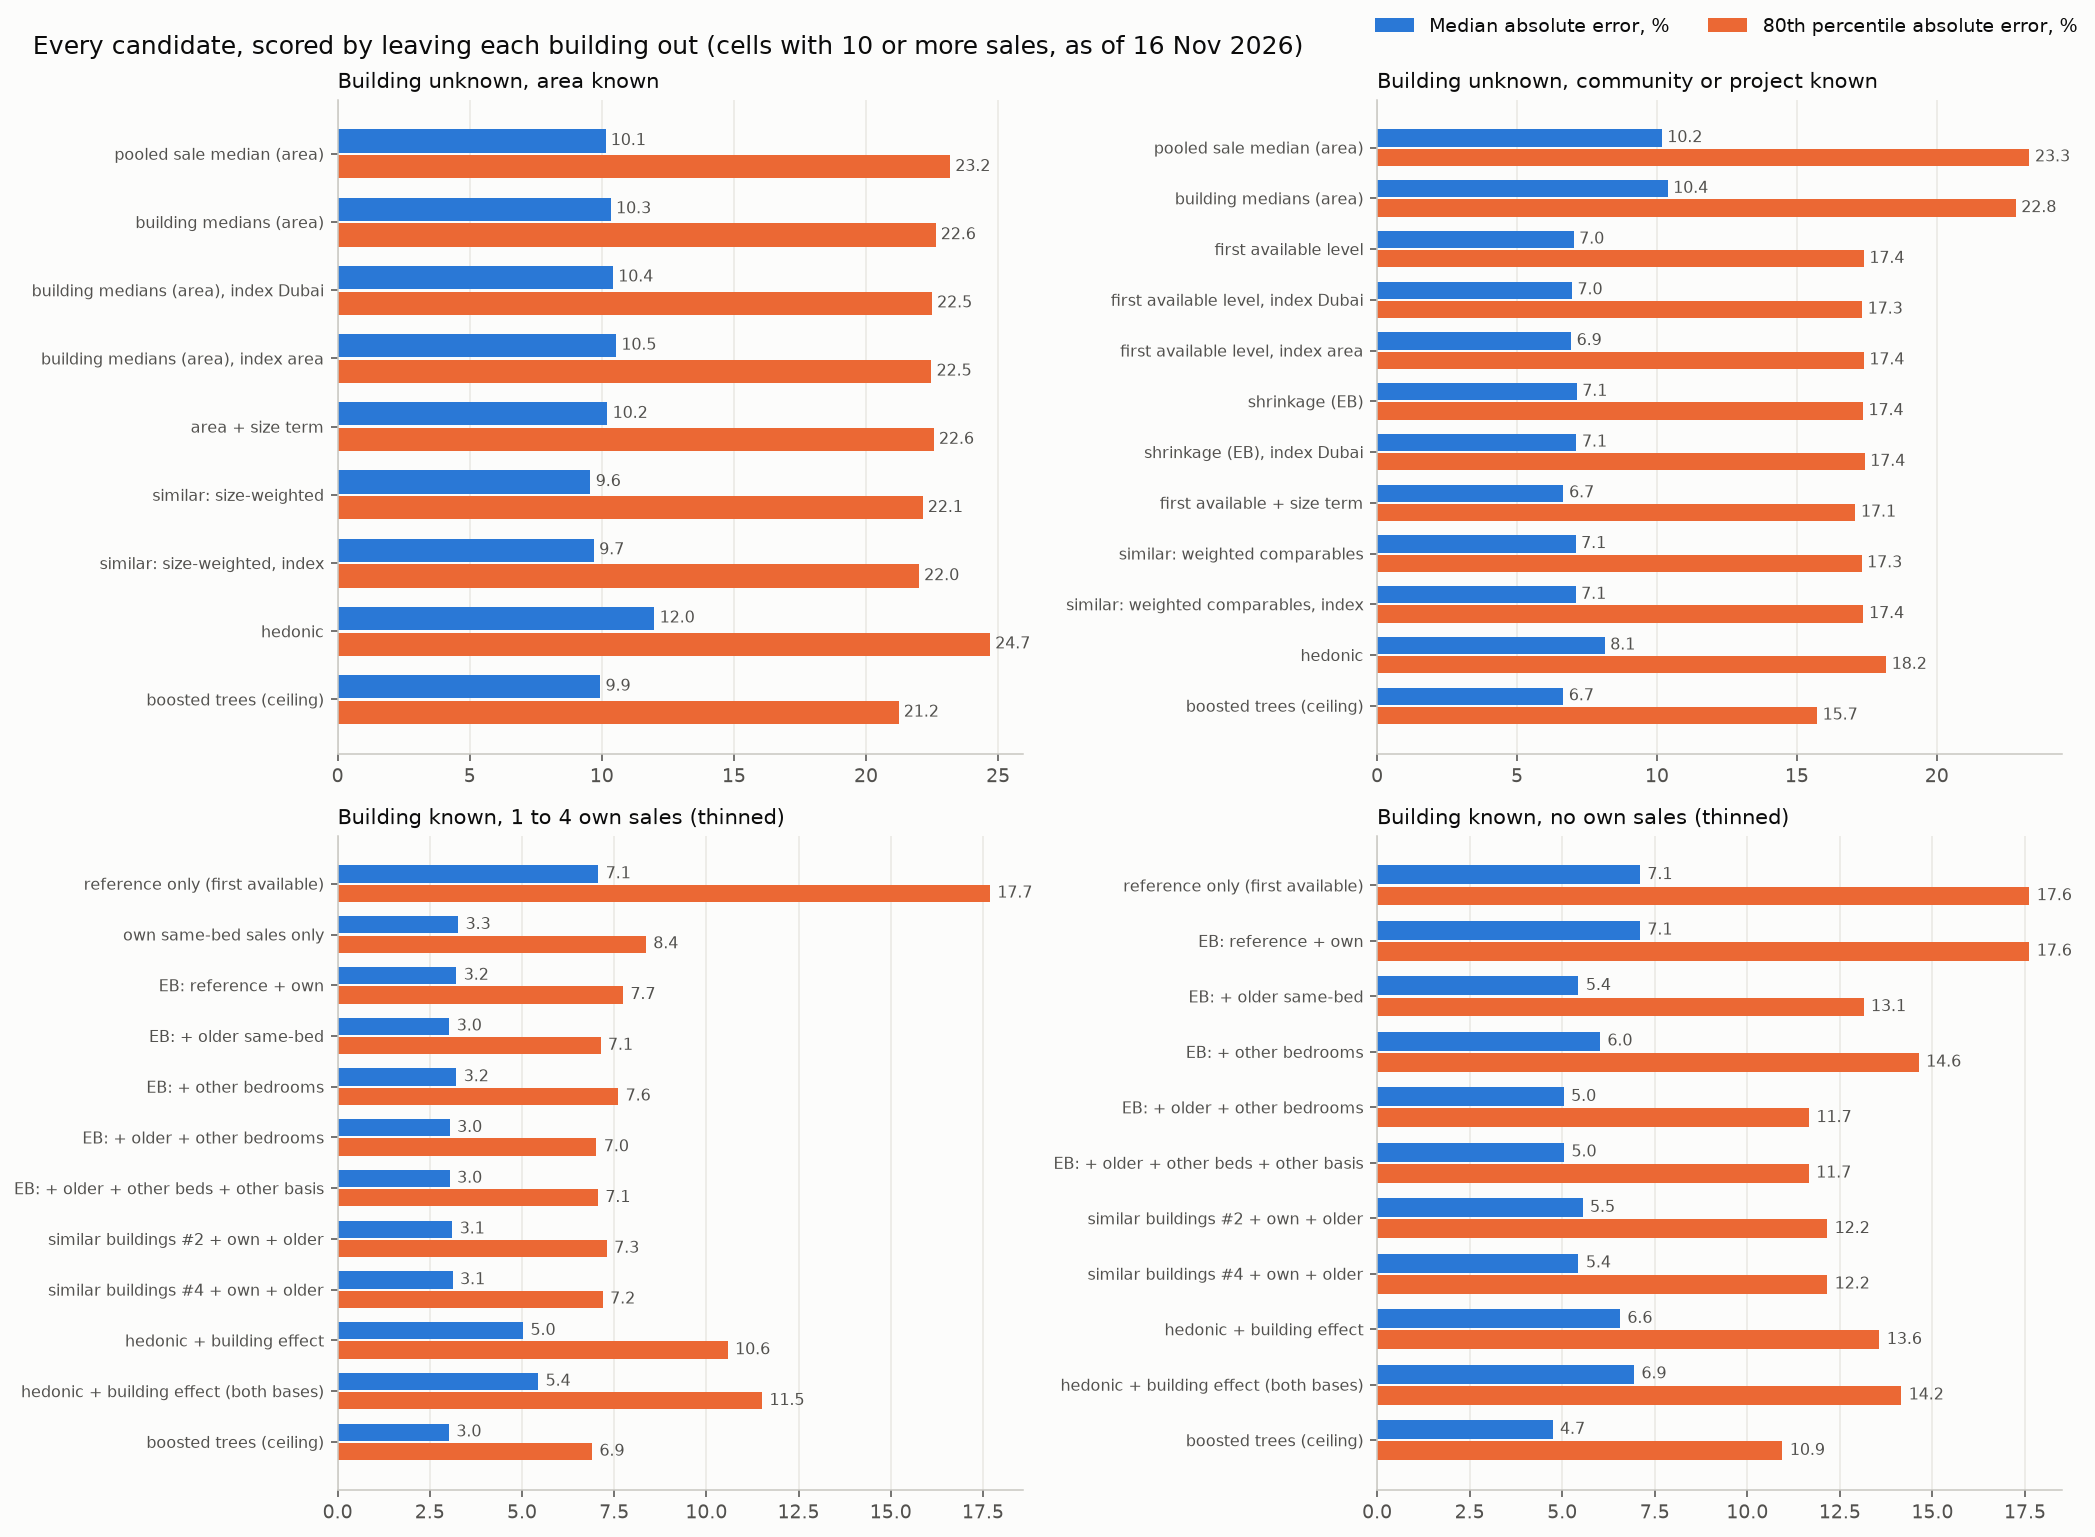 Median absolute error, %
80th percentile absolute error, %
Every candidate, scored by leaving each building out (cells with 10 or more sales, as of 16 Nov 2026)
Building unknown, area known
pooled sale median (area)
10.1
23.2
building medians (area)
10.3
22.6
building medians (area), index Dubai
10.4
22.5
building medians (area), index area
10.5
22.5
area + size term
10.2
22.6
similar: size-weighted
9.6
22.1
similar: size-weighted, index
9.7
22.0
hedonic
12.0
24.7
boosted trees (ceiling)
9.9
21.2
0 5 10 15 20 25
Building unknown, community or project known
pooled sale median (area)
10.2
23.3
building medians (area)
10.4
22.8
first available level
7.0
17.4
first available level, index Dubai
7.0
17.3
first available level, index area
6.9
17.4
shrinkage (EB)
7.1
17.4
shrinkage (EB), index Dubai
7.1
17.4
first available + size term
6.7
17.1
similar: weighted comparables
7.1
17.3
similar: weighted comparables, index
7.1
17.4
hedonic
8.1
18.2
boosted trees (ceiling)
6.7
15.7
0 5 10 15 20
Building known, 1 to 4 own sales (thinned)
reference only (first available)
7.1
17.7
own same-bed sales only
3.3
8.4
EB: reference + own
3.2
7.7
EB: + older same-bed
3.0
7.1
EB: + other bedrooms
3.2
7.6
EB: + older + other bedrooms
3.0
7.0
EB: + older + other beds + other basis
3.0
7.1
similar buildings #2 + own + older
3.1
7.3
similar buildings #4 + own + older
3.1
7.2
hedonic + building effect
5.0
10.6
hedonic + building effect (both bases)
5.4
11.5
boosted trees (ceiling)
3.0
6.9
0.0 2.5 5.0 7.5 10.0 12.5 15.0 17.5
Building known, no own sales (thinned)
reference only (first available)
7.1
17.6
EB: reference + own
7.1
17.6
EB: + older same-bed
5.4
13.1
EB: + other bedrooms
6.0
14.6
EB: + older + other bedrooms
5.0
11.7
EB: + older + other beds + other basis
5.0
11.7
similar buildings #2 + own + older
5.5
12.2
similar buildings #4 + own + older
5.4
12.2
hedonic + building effect
6.6
13.6
hedonic + building effect (both bases)
6.9
14.2
boosted trees (ceiling)
4.7
10.9
0.0 2.5 5.0 7.5 10.0 12.5 15.0 17.5